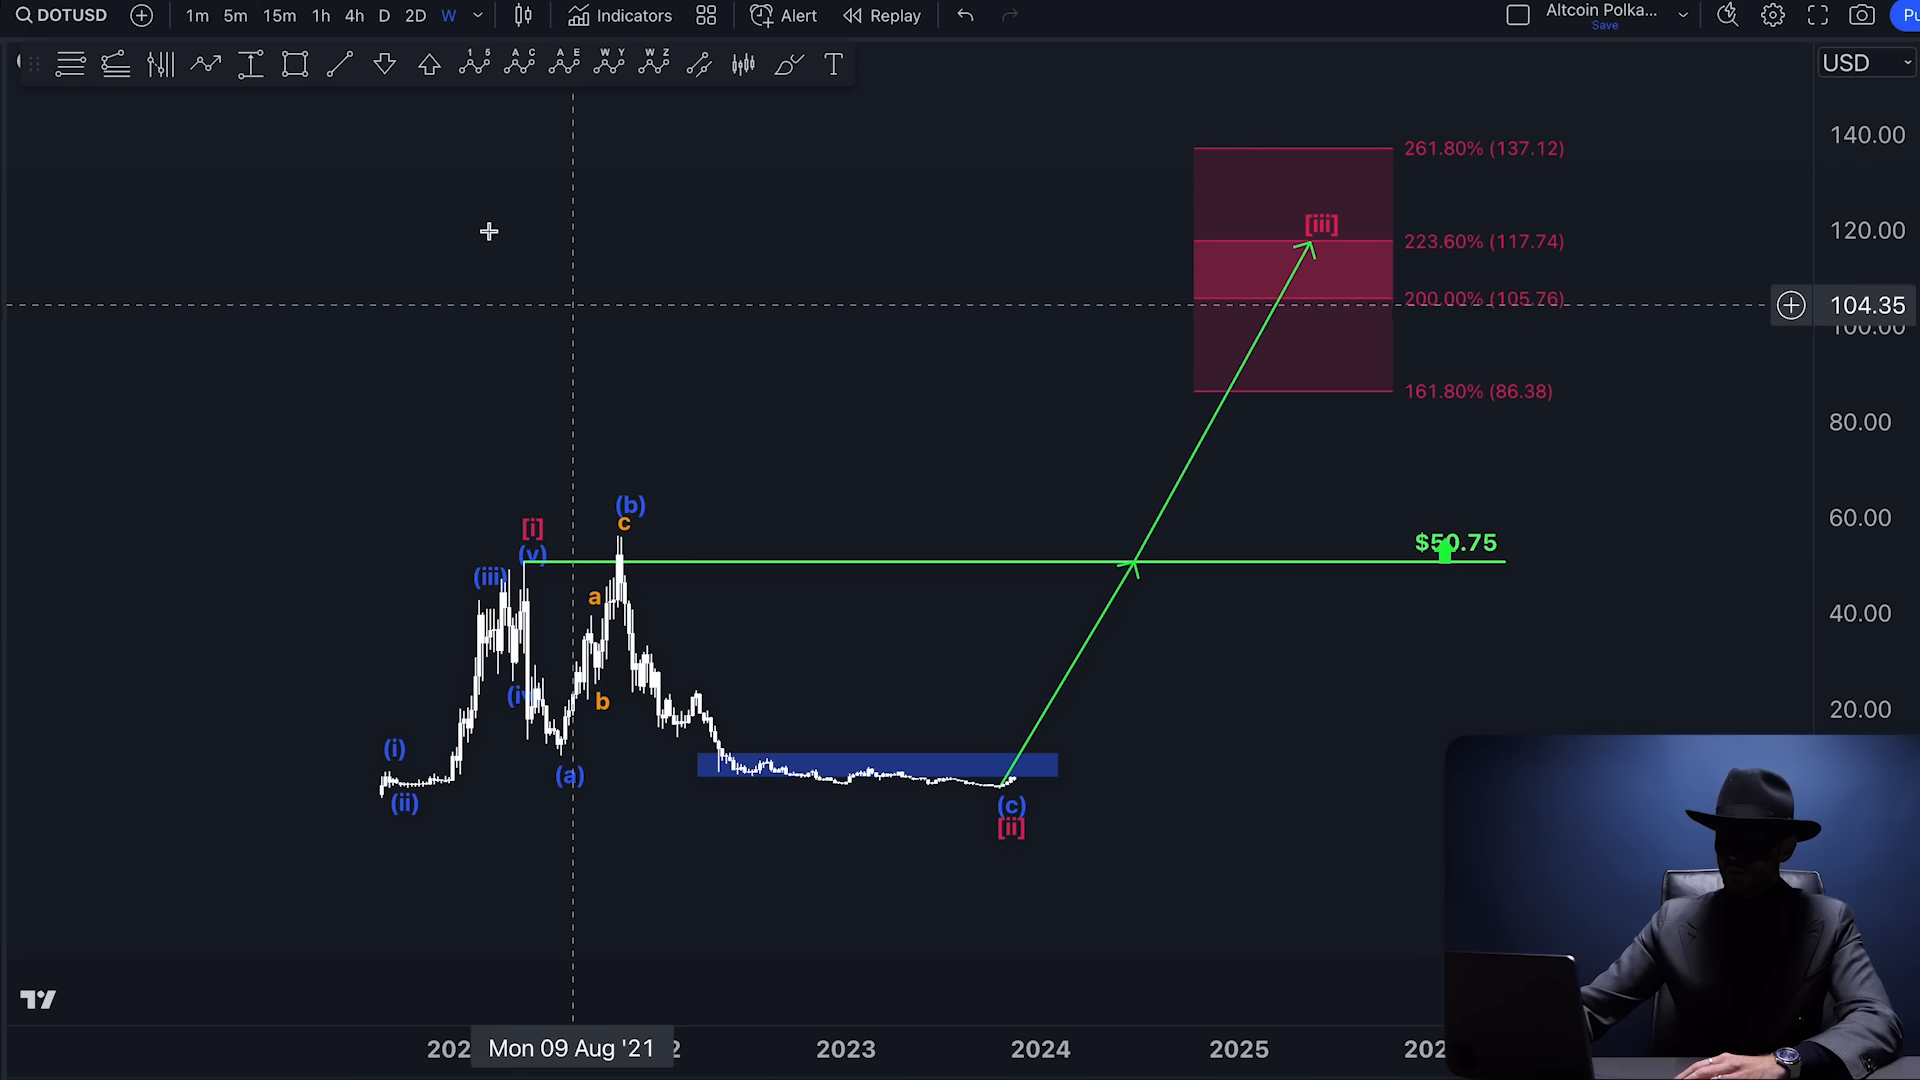 DOTUSD 1m 5m 15m 1h 4h D 2D W Indicators Alert Replay Altcoin Polka... Save Pu
1 5 A C A E W Y W Z T
USD
140.00
261.80% (137.12)
[iii]
120.00
223.60% (117.74)
200.00% (105.76)
104.35
100.00
161.80% (86.38)
80.00
(b)
c
[i]
(v)
60.00
$50.75
(iii)
a
40.00
(iv
b
20.00
(i)
(a)
(ii)
(c)
[ii]
202 Mon 09 Aug '21 2 2023 2024 2025 202